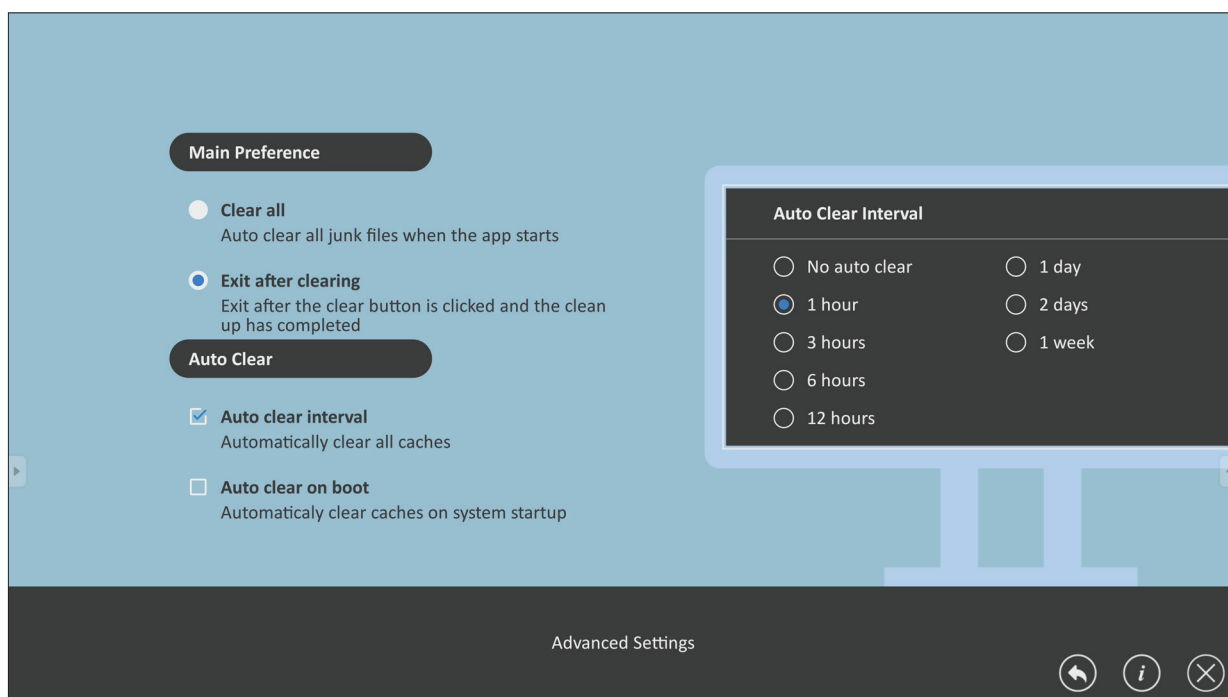 Main Preference
Clear all
Auto clear all junk files when the app starts
Exit after clearing
Exit after the clear button is clicked and the clean
up has completed
Auto Clear
Auto clear interval
Automatically clear all caches
Auto clear on boot
Automaticaly clear caches on system startup
Auto Clear Interval
No auto clear
1 hour
3 hours
6 hours
12 hours
1 day
2 days
1 week
Advanced Settings
i